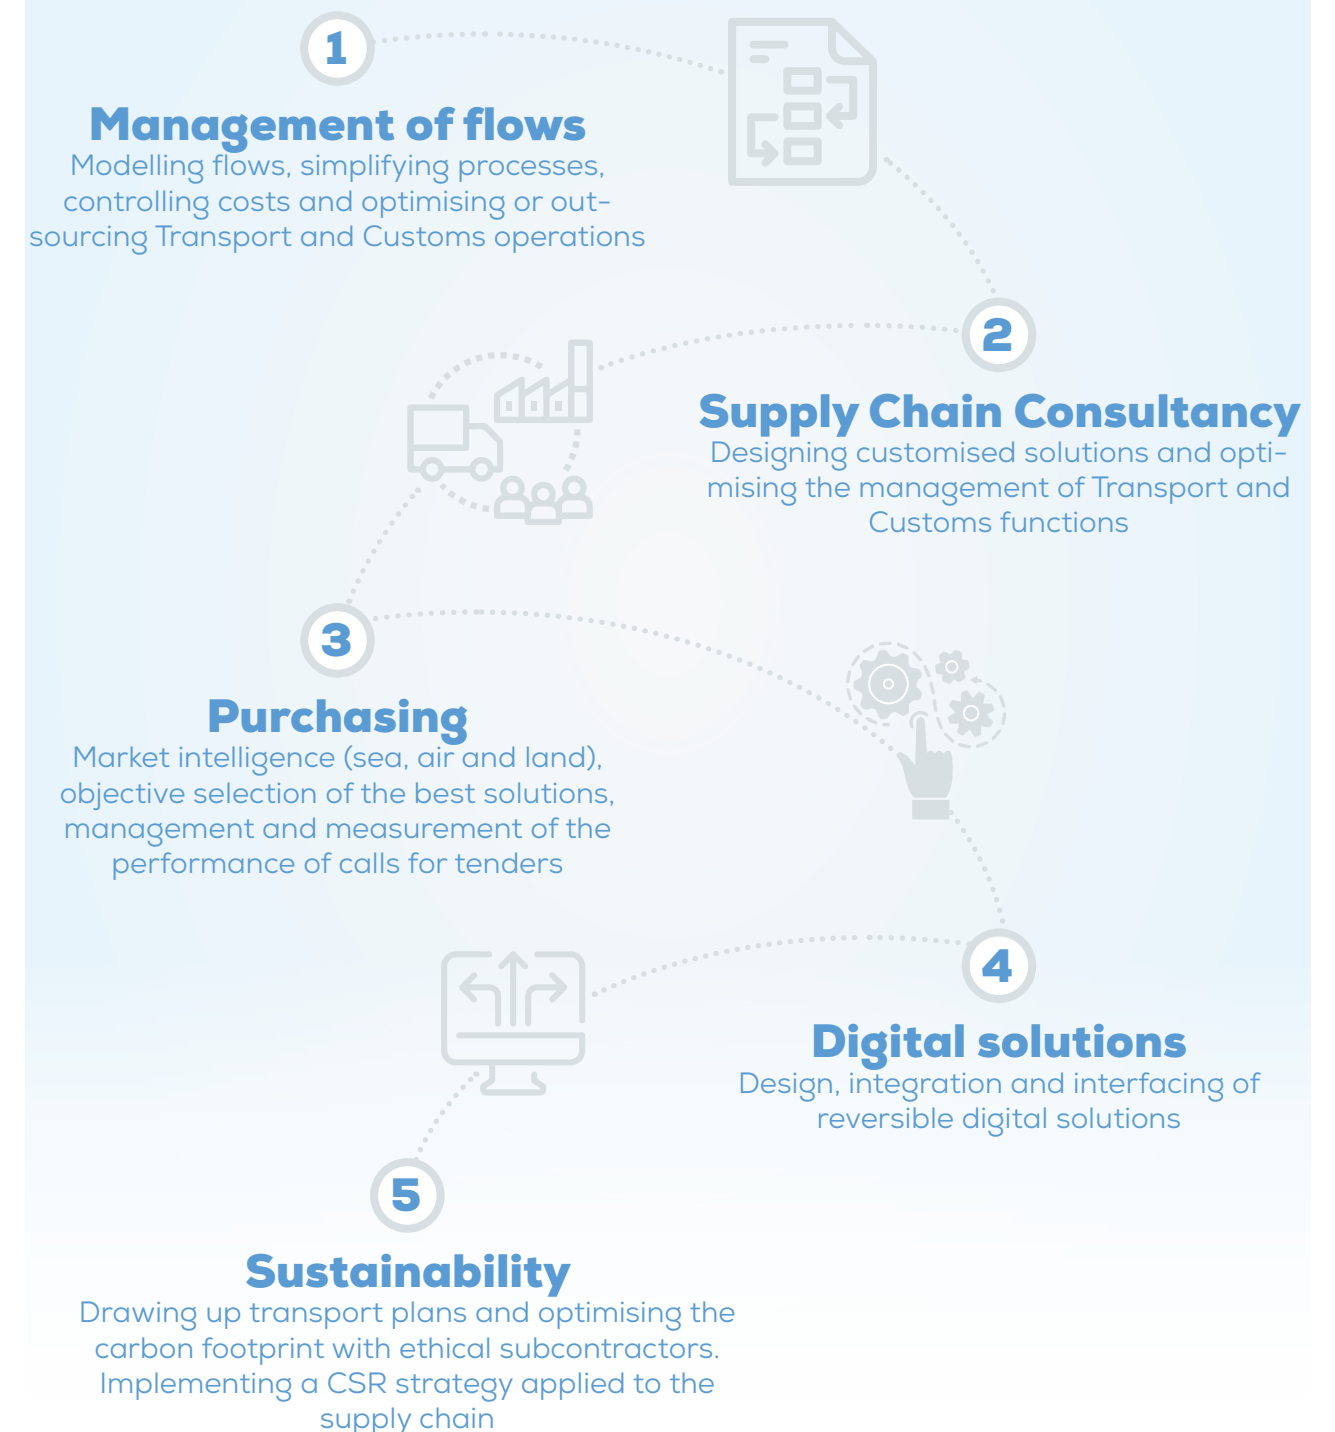 1
Management of flows
Modelling flows, simplifying processes,
controlling costs and optimising or out-
sourcing Transport and Customs operations
2
Supply Chain Consultancy
Designing customised solutions and opti-
mising the management of Transport and
Customs functions
3
Purchasing
Market intelligence (sea, air and land),
objective selection of the best solutions,
management and measurement of the
performance of calls for tenders
4
Digital solutions
Design, integration and interfacing of
reversible digital solutions
5
Sustainability
Drawing up transport plans and optimising the
carbon footprint with ethical subcontractors.
Implementing a CSR strategy applied to the
supply chain